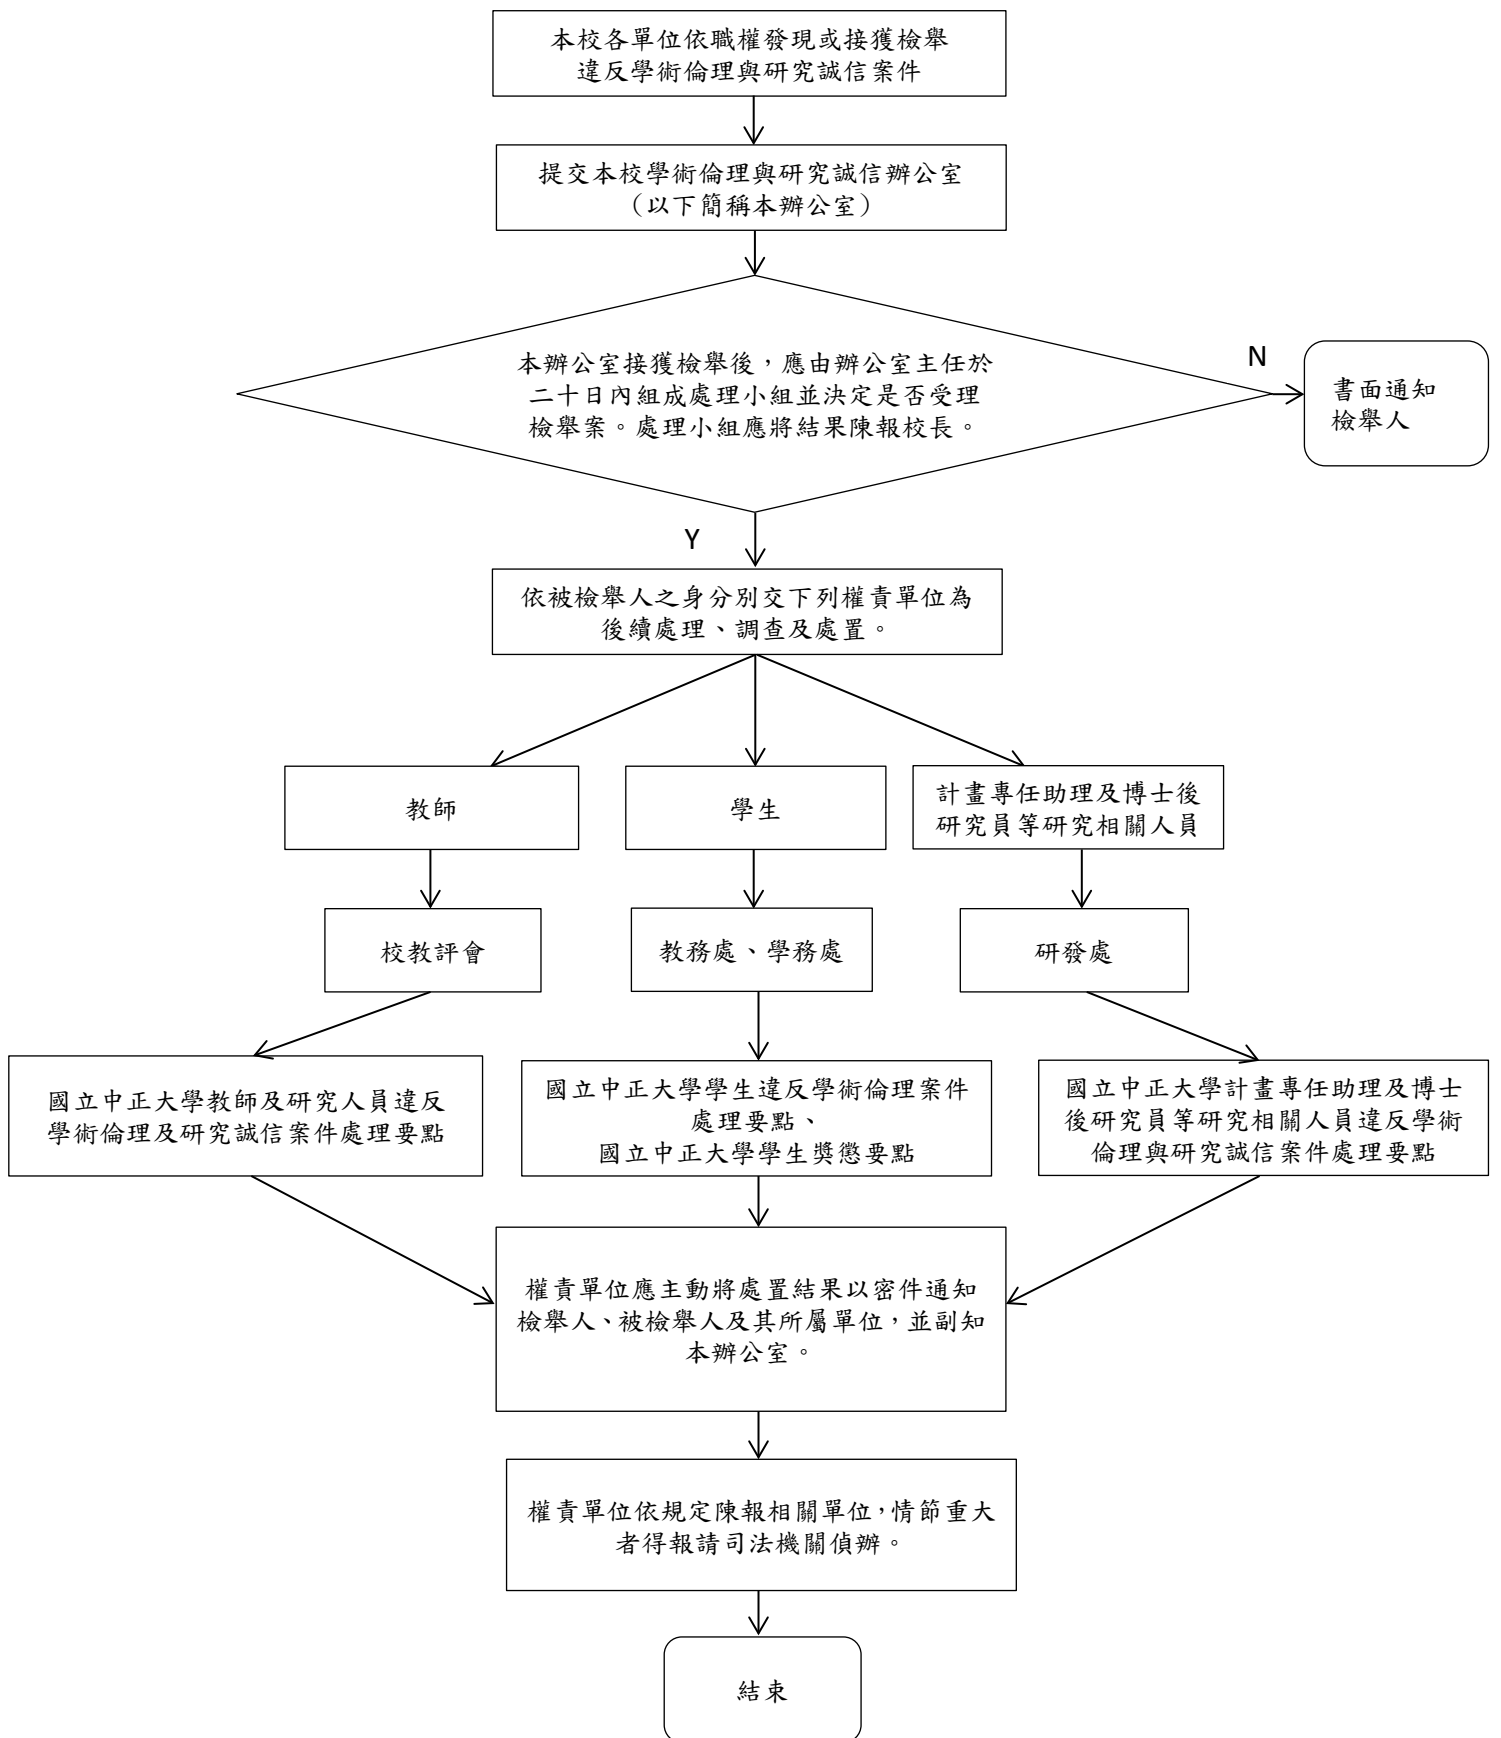 本校各單位依職權發現或接獲檢舉
違反學術倫理與研究誠信案件
提交本校學術倫理與研究誠信辦公室
（以下簡稱本辦公室）
本辦公室接獲檢舉後，應由辦公室主任於
二十日內組成處理小組並決定是否受理
檢舉案。處理小組應將結果陳報校長。
N
書面通知
檢舉人
Y
依被檢舉人之身分別交下列權責單位為
後續處理、調查及處置。
教師
學生
計畫專任助理及博士後
研究員等研究相關人員
校教評會
教務處、學務處
研發處
國立中正大學教師及研究人員違反
學術倫理及研究誠信案件處理要點
國立中正大學學生違反學術倫理案件
處理要點、
國立中正大學學生獎懲要點
國立中正大學計畫專任助理及博士
後研究員等研究相關人員違反學術
倫理與研究誠信案件處理要點
權責單位應主動將處置結果以密件通知
檢舉人、被檢舉人及其所屬單位，並副知
本辦公室。
權責單位依規定陳報相關單位，情節重大
者得報請司法機關偵辦。
結束